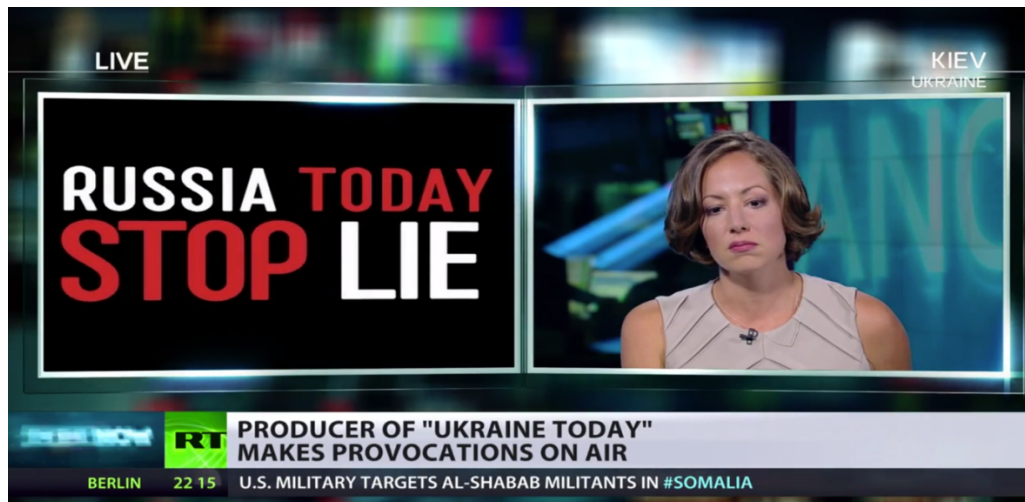 LIVE
KIEV
UKRAINE
RUSSIA TODAY
STOP LIE
ANC
RT
PRODUCER OF "UKRAINE TODAY"
MAKES PROVOCATIONS ON AIR
BERLIN 22 15 U.S. MILITARY TARGETS AL-SHABAB MILITANTS IN #SOMALIA